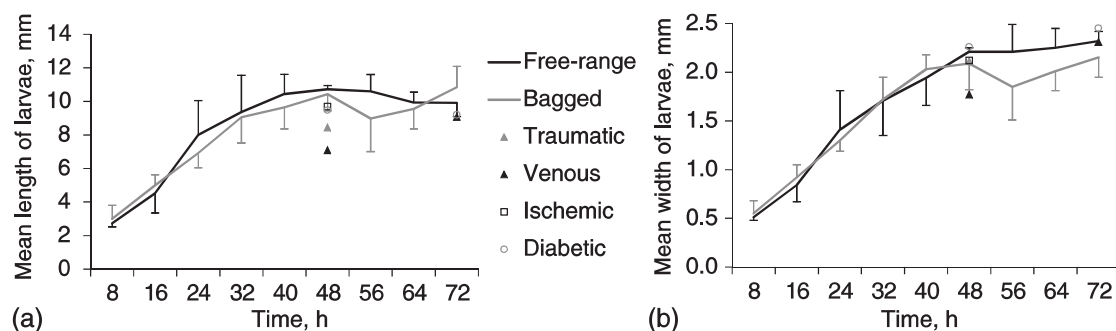 Mean length of larvae, mm
14
12
10
8
6
4
2
0
8 16 24 32 40 48 56 64 72
Time, h
(a)
Free-range
Bagged
Traumatic
Venous
Ischemic
Diabetic
Mean width of larvae, mm
2.5
2.0
1.5
1.0
0.5
0.0
8 16 24 32 40 48 56 64 72
Time, h
(b)